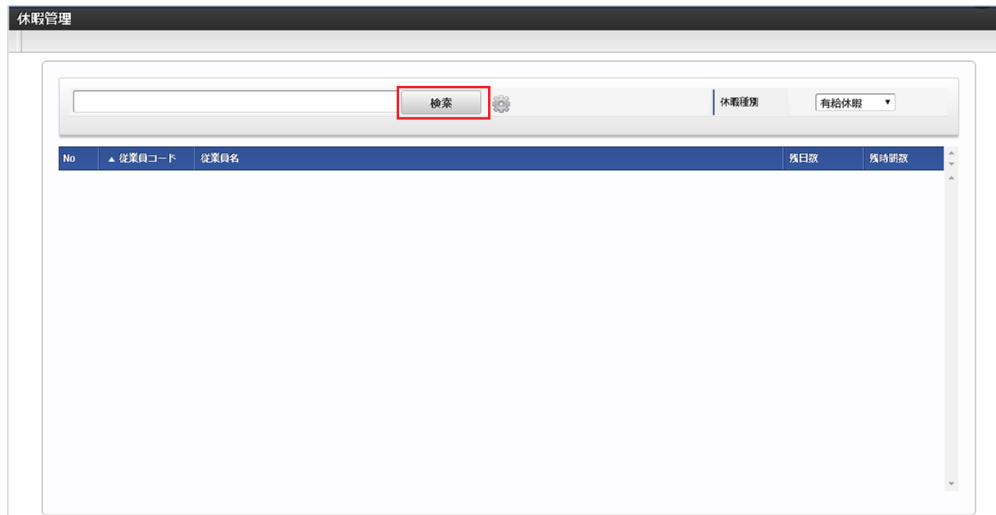 休暇管理
検索
休暇種別
有給休暇
No
従業員コード
従業員名
残日数
残時間数